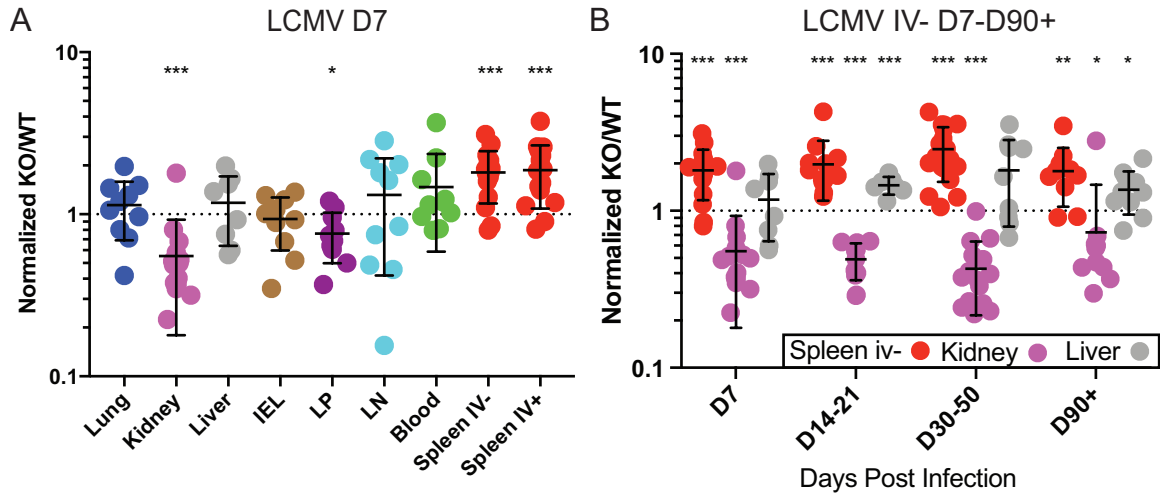 A
LCMV D7
Normalized KO/WT
10
1
0.1
*** * *** ***
Lung
Kidney
Liver
IEL
LP
LN
Blood
Spleen IV-
Spleen IV+
B
LCMV IV- D7-D90+
Normalized KO/WT
10
1
0.1
*** *** *** *** *** *** *** ** * *
Spleen iv- Kidney Liver
D7
D14-21
D30-50
D90+
Days Post Infection